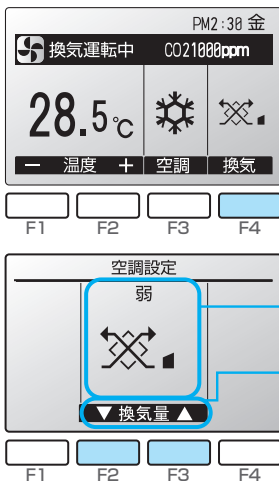 PM2:30 金
換気運転中 CO21000ppm
28.5℃
− 温度 + 空調 換気
F1 F2 F3 F4
空調設定
弱
▼ 換気量 ▲
F1 F2 F3 F4